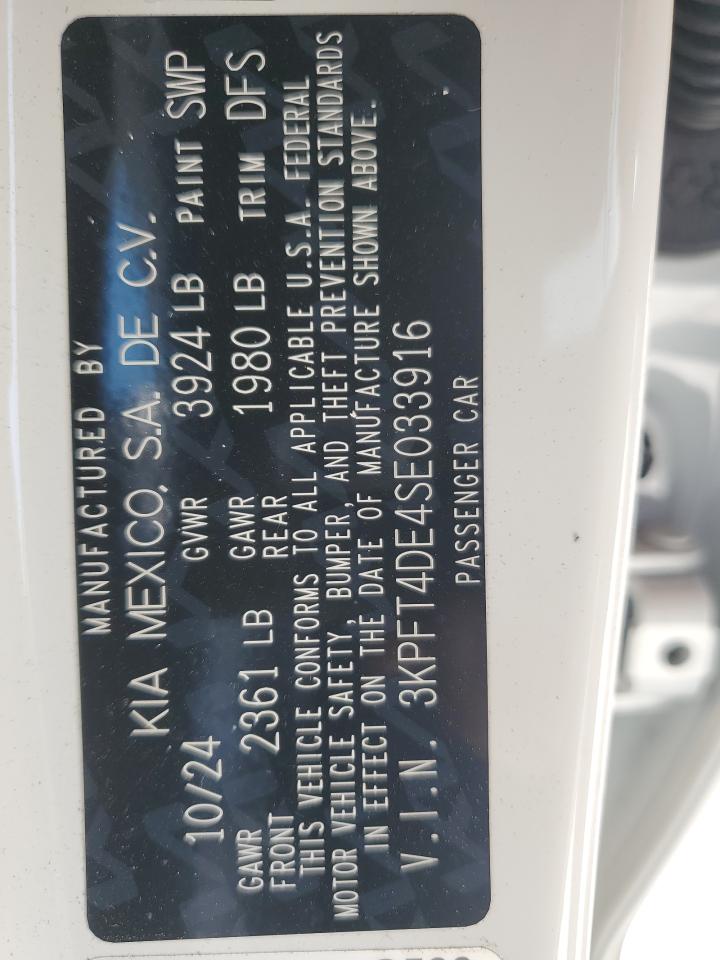 MANUFACTURED BY
KIA MEXICO, S.A. DE C.V.
10/24 GVWR 3924 LB PAINT SWP
GAWR FRONT 2361 LB GAWR REAR 1980 LB TRIM DFS
THIS VEHICLE CONFORMS TO ALL APPLICABLE U.S.A. FEDERAL
MOTOR VEHICLE SAFETY, BUMPER, AND THEFT PREVENTION STANDARDS
IN EFFECT ON THE DATE OF MANUFACTURE SHOWN ABOVE.
V.I.N. 3KPFT4DE4SE033916
PASSENGER CAR